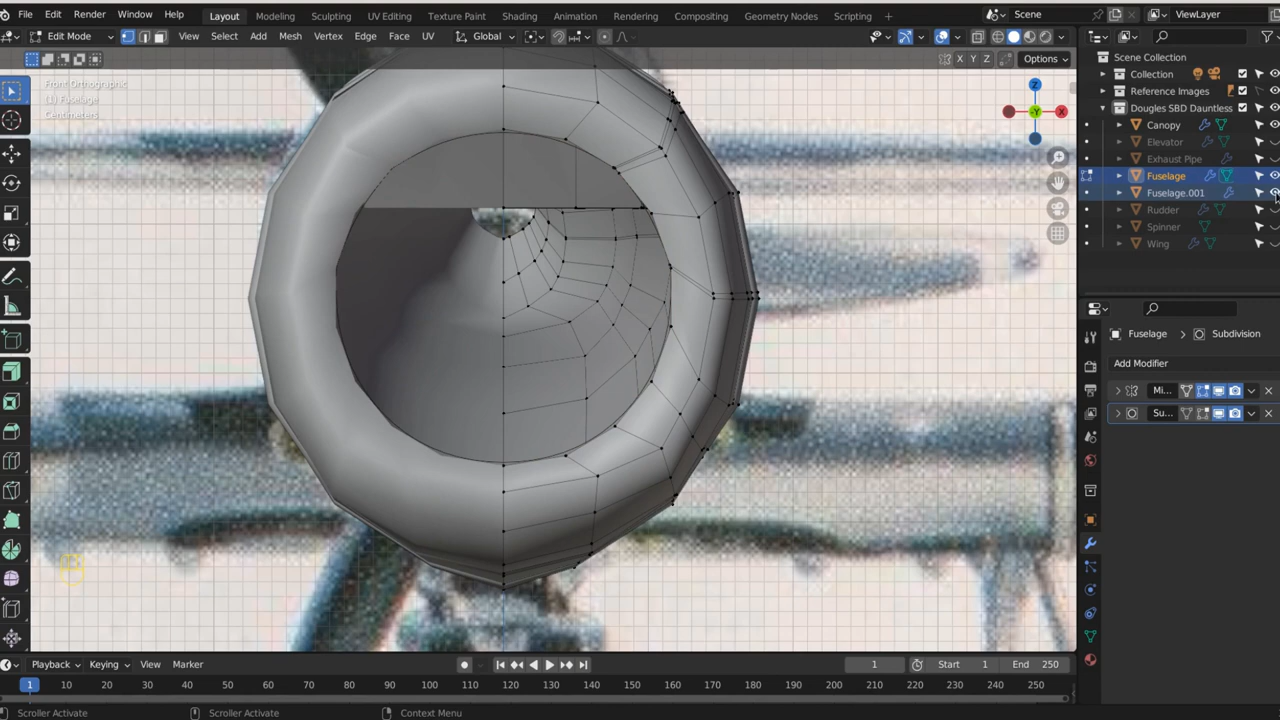 File Edit Render Window Help Layout Modeling Sculpting UV Editing Texture Paint Shading Animation Rendering Compositing Geometry Nodes Scripting + Scene ViewLayer
Edit Mode View Select Add Mesh Vertex Edge Face UV Global
X Y Z Options
Front Orthographic
(1) Fuselage
Centimeters
Z
X
-Y
Scene Collection
Collection
Reference Images
Dougles SBD Dauntless
Canopy
Elevator
Exhaust Pipe
Fuselage
Fuselage.001
Rudder
Spinner
Wing
Fuselage > Subdivision
Add Modifier
Mi...
Su...
Playback Keying View Marker 1 Start 1 End 250
1 10 20 30 40 50 60 70 80 90 100 110 120 130 140 150 160 170 180 190 200 210 220 230 240 250
Scroller Activate Scroller Activate Context Menu